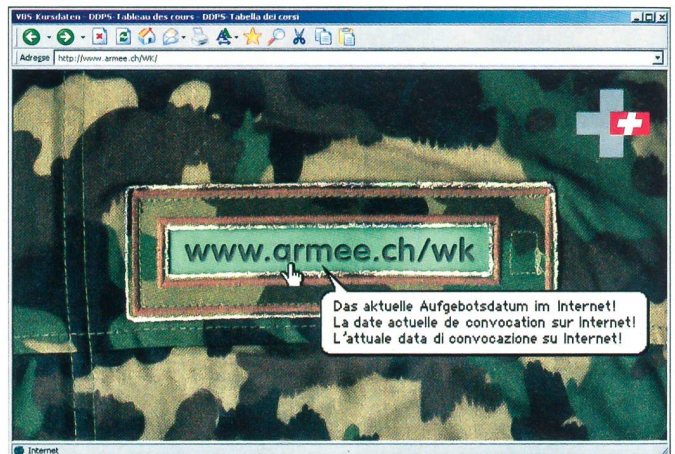 VBS-Kursdaten - DDPS-Tableau des cours - DDPS-Tabella dei corsi
Adresse http://www.armee.ch/WK/
www.armee.ch/wk
Das aktuelle Aufgebotsdatum im Internet!
La date actuelle de convocation sur Internet!
L'attuale data di convocazione su Internet!
Internet